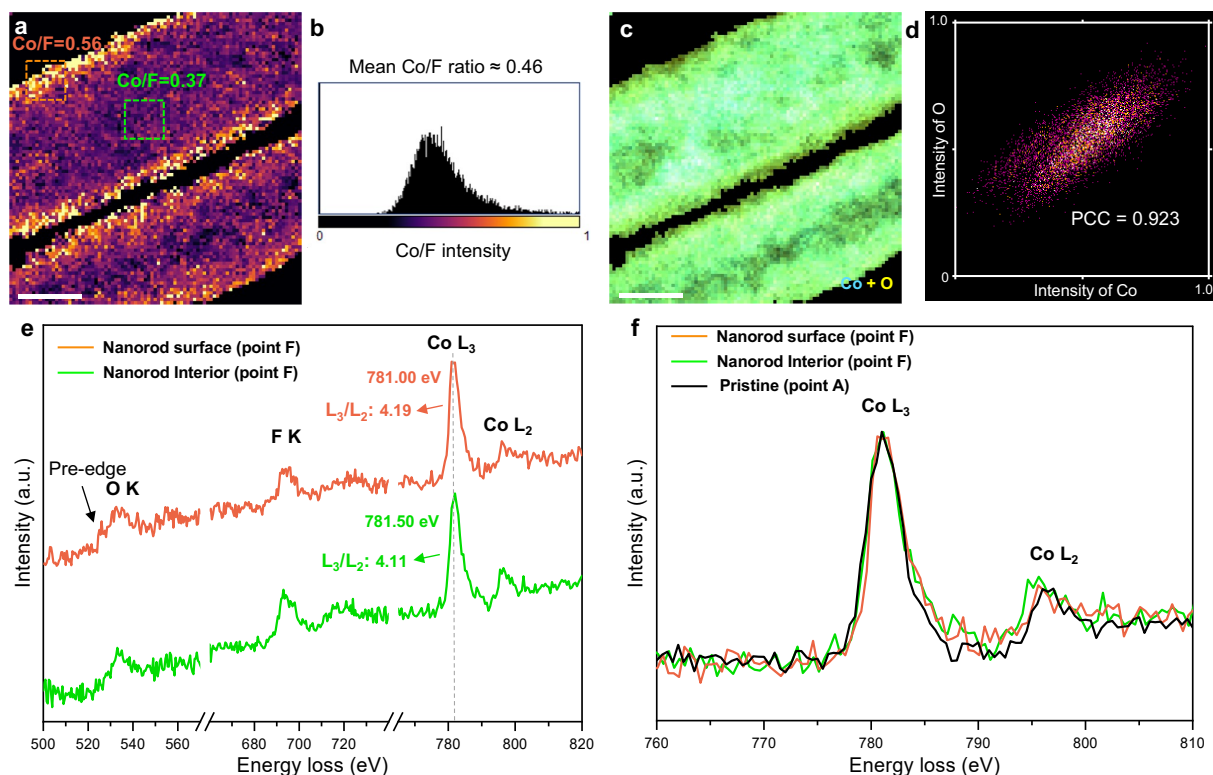 a
Co/F=0.56
Co/F=0.37
b
Mean Co/F ratio ≈ 0.46
0
1
Co/F intensity
c
Co + O
d
1.0
Intensity of O
PCC = 0.923
0
Intensity of Co
1.0
e
Nanorod surface (point F)
Nanorod Interior (point F)
Co L3
781.00 eV
L3/L2: 4.19
Co L2
F K
Pre-edge
O K
781.50 eV
L3/L2: 4.11
Intensity (a.u.)
500 520 540 560 680 700 720 780 800 820
Energy loss (eV)
f
Nanorod surface (point F)
Nanorod Interior (point F)
Pristine (point A)
Co L3
Co L2
Intensity (a.u.)
760 770 780 790 800 810
Energy loss (eV)